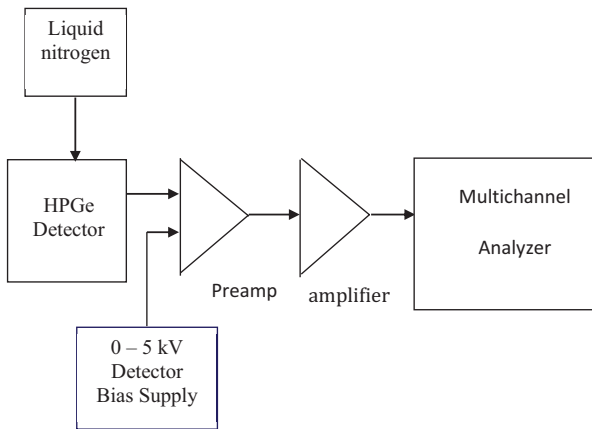 Liquid
nitrogen
HPGe
Detector
Preamp
amplifier
Multichannel
Analyzer
0 – 5 kV
Detector
Bias Supply